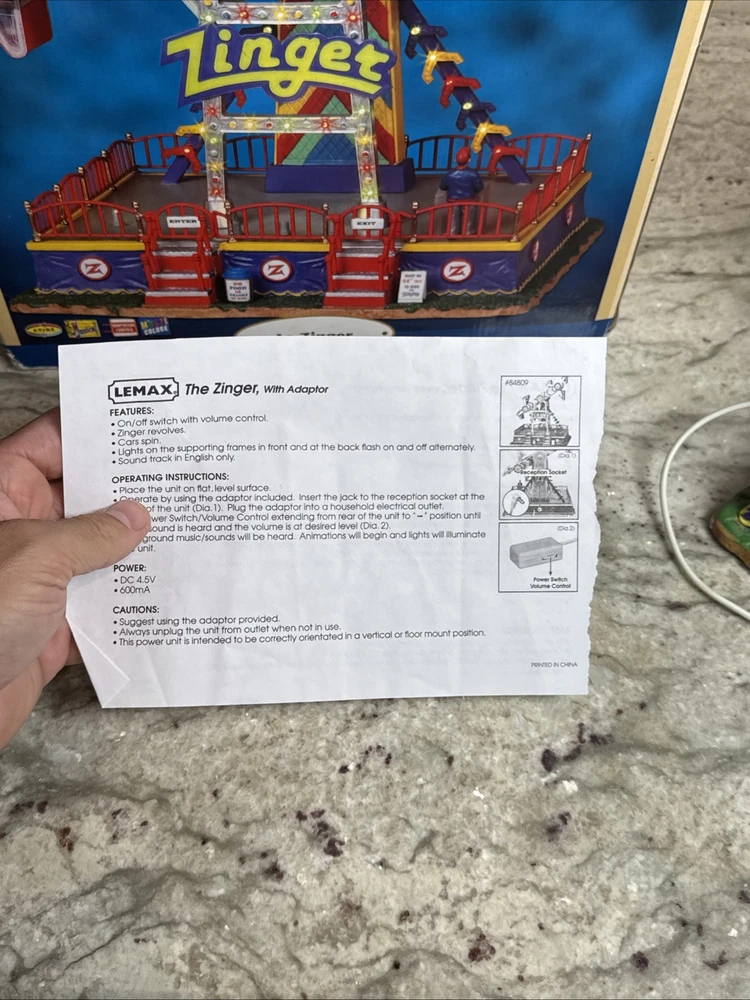 Zinger
ENTER
EXIT
Z
Z
Z
LEMAX The Zinger, With Adaptor
FEATURES:
• On/off switch with volume control.
• Zinger revolves.
• Cars spin.
• Lights on the supporting frames in front and at the back flash on and off alternately.
• Sound track in English only.
OPERATING INSTRUCTIONS:
• Place the unit on flat, level surface.
• Operate by using the adaptor included. Insert the jack to the reception socket at the
of the unit (Dia.1). Plug the adaptor into a household electrical outlet.
wer Switch/Volume Control extending from rear of the unit to "–" position until
ound is heard and the volume is at desired level (Dia. 2).
ground music/sounds will be heard. Animations will begin and lights will illuminate
unit.
POWER:
• DC 4.5V
• 600mA
CAUTIONS:
• Suggest using the adaptor provided.
• Always unplug the unit from outlet when not in use.
• This power unit is intended to be correctly orientated in a vertical or floor mount position.
#84809
(Dia.1)
Reception Socket
(Dia.2)
Power Switch
Volume Control
PRINTED IN CHINA